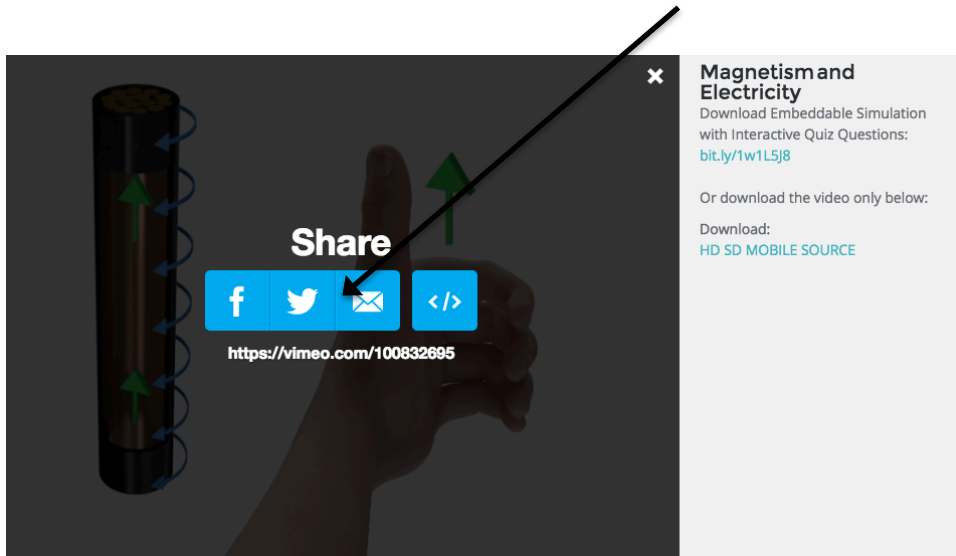 Share
https://vimeo.com/100832695
Magnetism and
Electricity
Download Embeddable Simulation
with Interactive Quiz Questions:
bit.ly/1w1L5J8
Or download the video only below:
Download:
HD SD MOBILE SOURCE